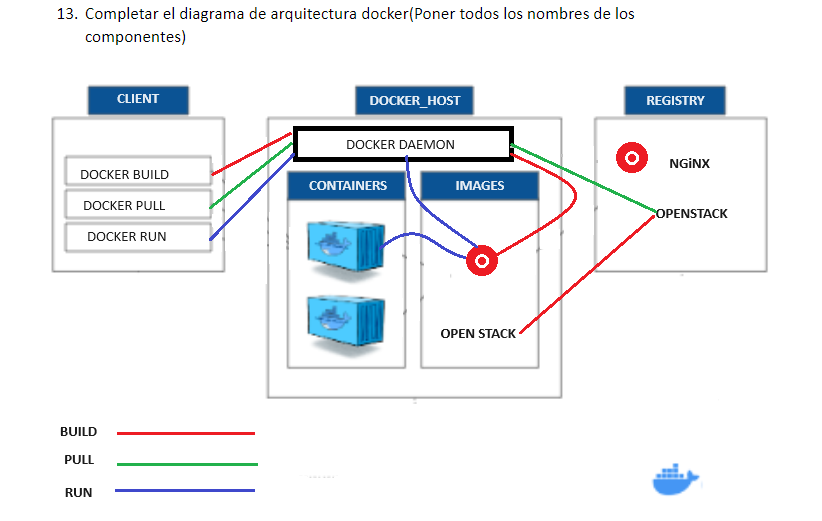 13. Completar el diagrama de arquitectura docker(Poner todos los nombres de los
componentes)
CLIENT
DOCKER_HOST
REGISTRY
DOCKER DAEMON
DOCKER BUILD
DOCKER PULL
DOCKER RUN
CONTAINERS
IMAGES
NGiNX
OPENSTACK
OPEN STACK
BUILD
PULL
RUN